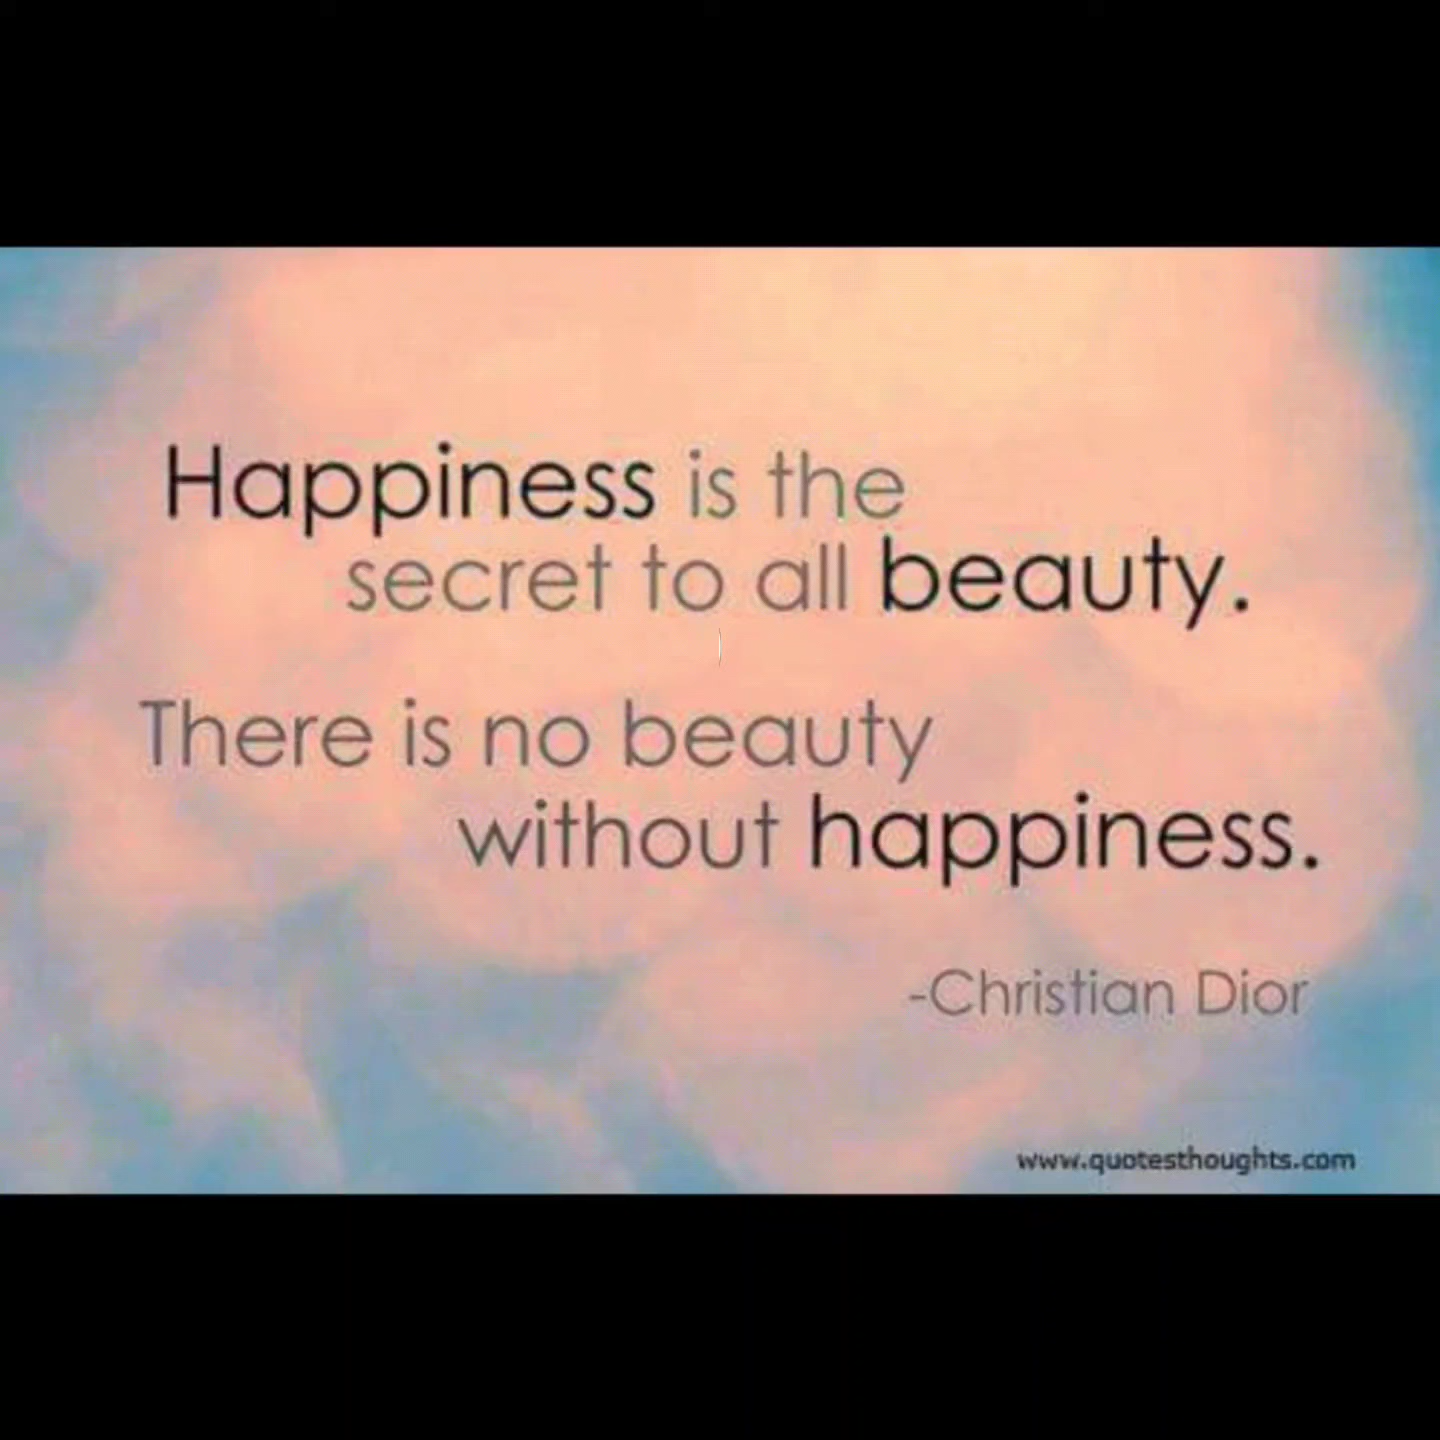 Happiness is the
secret to all beauty.
There is no beauty
without happiness.
-Christian Dior
www.quotesthoughts.com